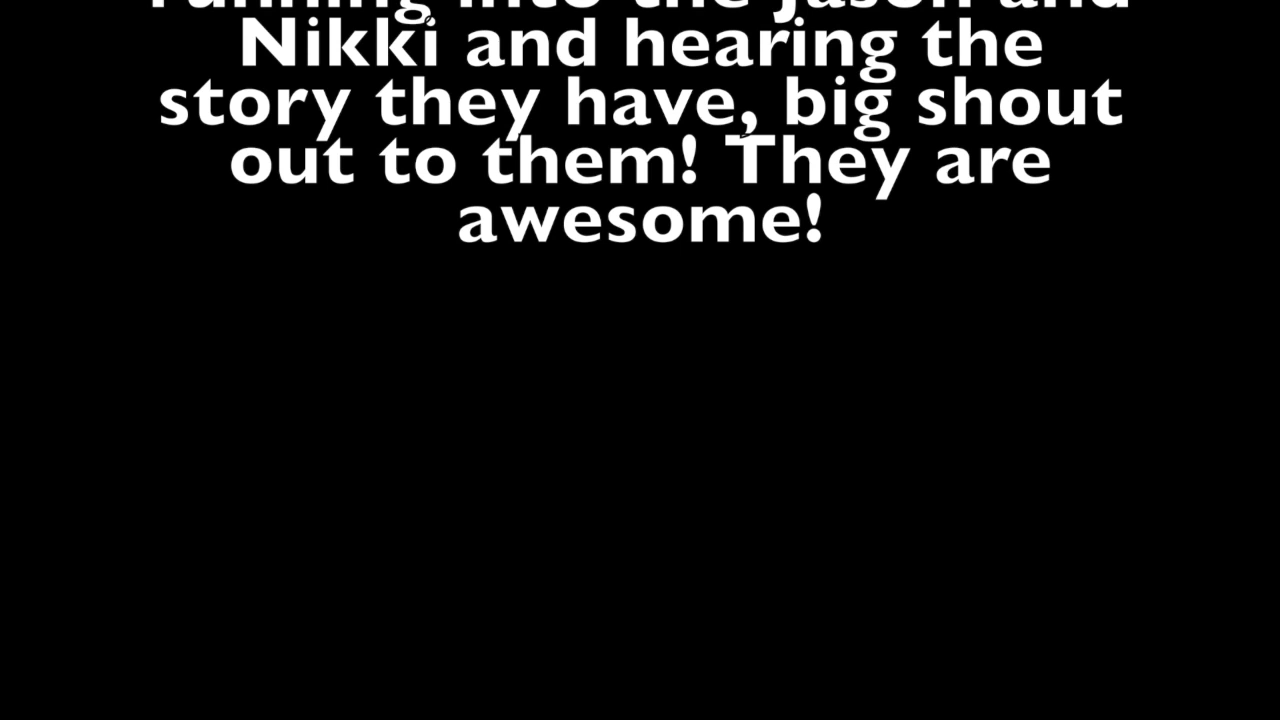 running into the Jason and
Nikki and hearing the
story they have, big shout
out to them! They are
awesome!